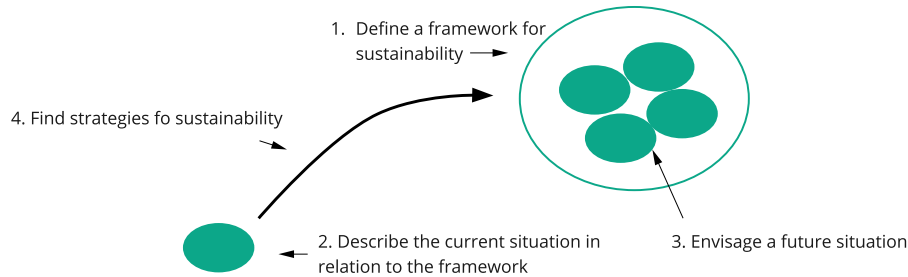 1. Define a framework for
sustainability
4. Find strategies fo sustainability
2. Describe the current situation in
relation to the framework
3. Envisage a future situation